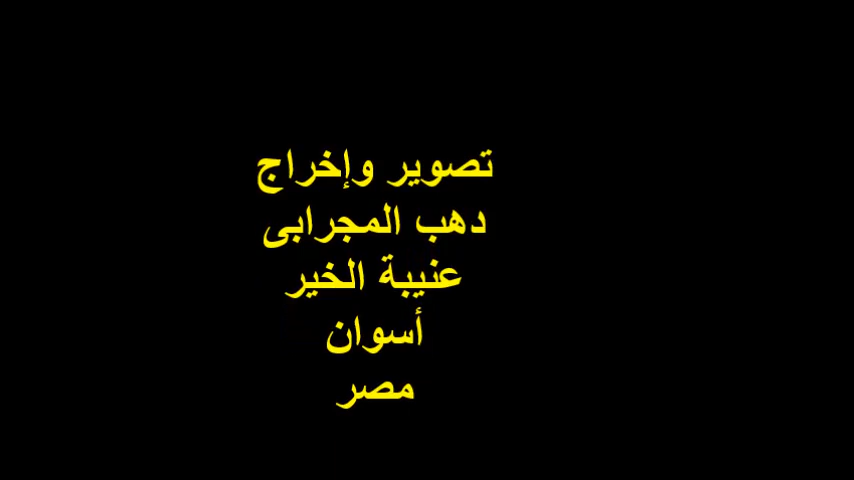 تصوير وإخراج
دهب المجرابى
عنيبة الخير
أسوان
مصر